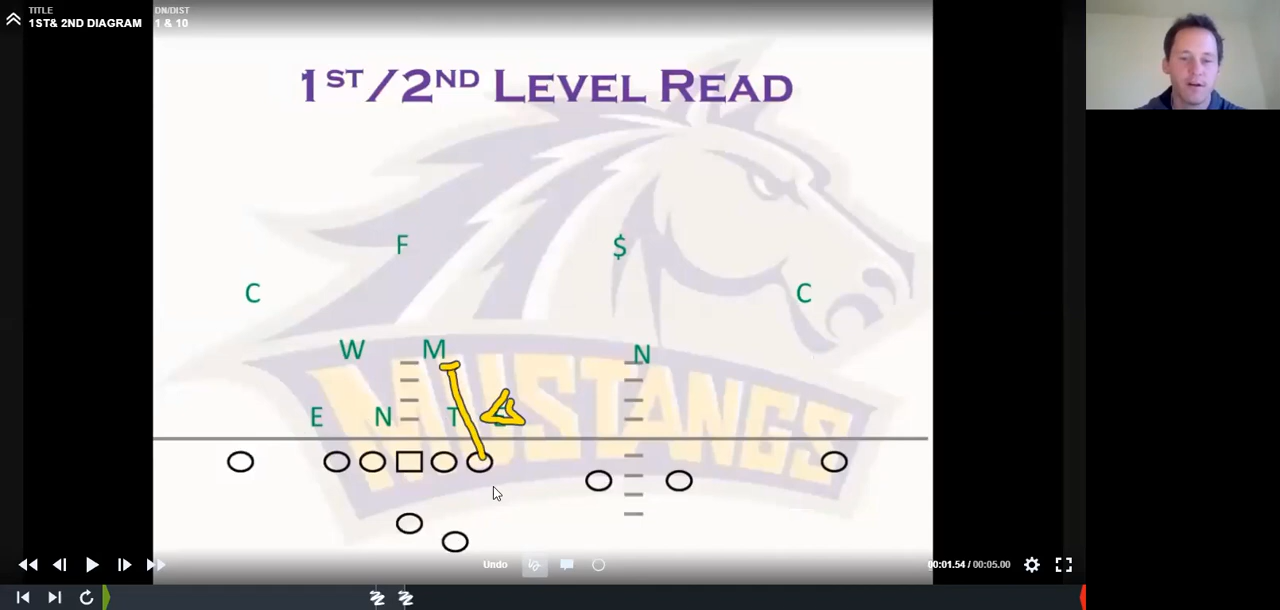 TITLE
1ST& 2ND DIAGRAM
DN/DIST
1 & 10
1ST/2ND LEVEL READ
F $
C C
W M N
MUSTANGS
E N T
Undo
00:01.54 / 00:05.00